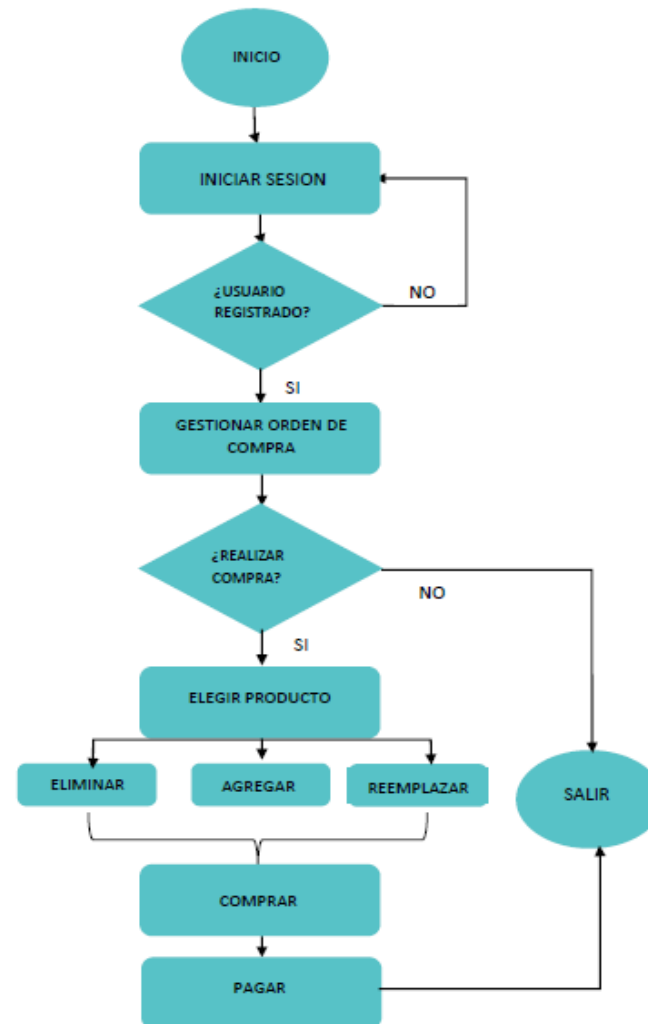 INICIO
INICIAR SESION
¿USUARIO
REGISTRADO?
NO
SI
GESTIONAR ORDEN DE
COMPRA
¿REALIZAR
COMPRA?
NO
SI
ELEGIR PRODUCTO
ELIMINAR
AGREGAR
REEMPLAZAR
SALIR
COMPRAR
PAGAR